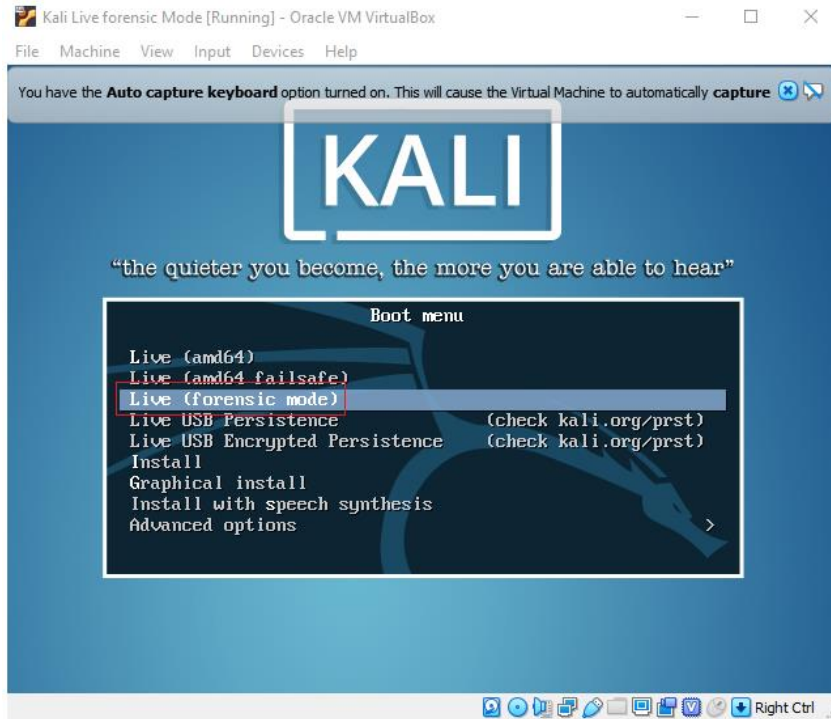 Kali Live forensic Mode [Running] - Oracle VM VirtualBox
File Machine View Input Devices Help
You have the Auto capture keyboard option turned on. This will cause the Virtual Machine to automatically capture
KALI
“the quieter you become, the more you are able to hear”
Boot menu
Live (amd64)
Live (amd64 failsafe)
Live (forensic mode)
Live USB Persistence (check kali.org/prst)
Live USB Encrypted Persistence (check kali.org/prst)
Install
Graphical install
Install with speech synthesis
Advanced options >
Right Ctrl